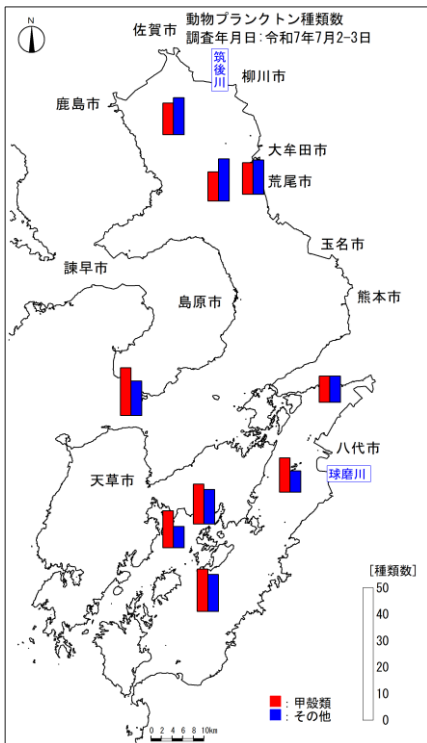 動物プランクトン種類数
調査年月日:令和7年7月2-3日
N
佐賀市
筑後川
柳川市
鹿島市
大牟田市
荒尾市
玉名市
諫早市
島原市
熊本市
八代市
球磨川
天草市
[種類数]
50
40
30
20
10
0
:甲殻類
:その他
0 2 4 6 8 10km